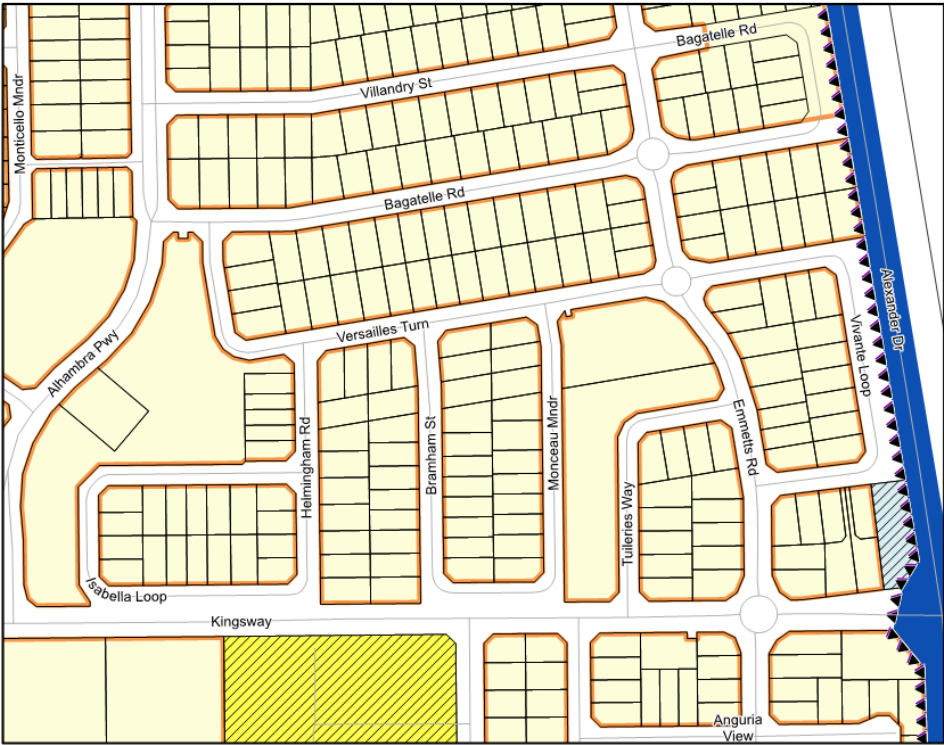 Bagatelle Rd
Villandry St
Monticello Mndr
Bagatelle Rd
Alexander Dr
Versailles Turn
Vivante Loop
Alhambra Pwy
Emmetts Rd
Monceau Mndr
Bramham St
Helmingham Rd
Tuileries Way
Isabella Loop
Kingsway
Anguria
View